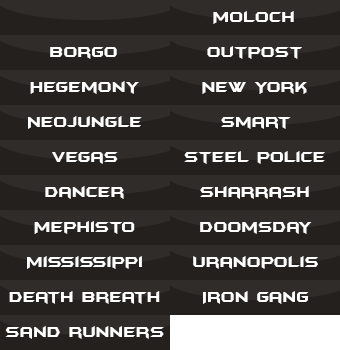 MOLOCH
BORGO OUTPOST
HEGEMONY NEW YORK
NEOJUNGLE SMART
VEGAS STEEL POLICE
DANCER SHARRASH
MEPHISTO DOOMSDAY
MISSISSIPPI URANOPOLIS
DEATH BREATH IRON GANG
SAND RUNNERS